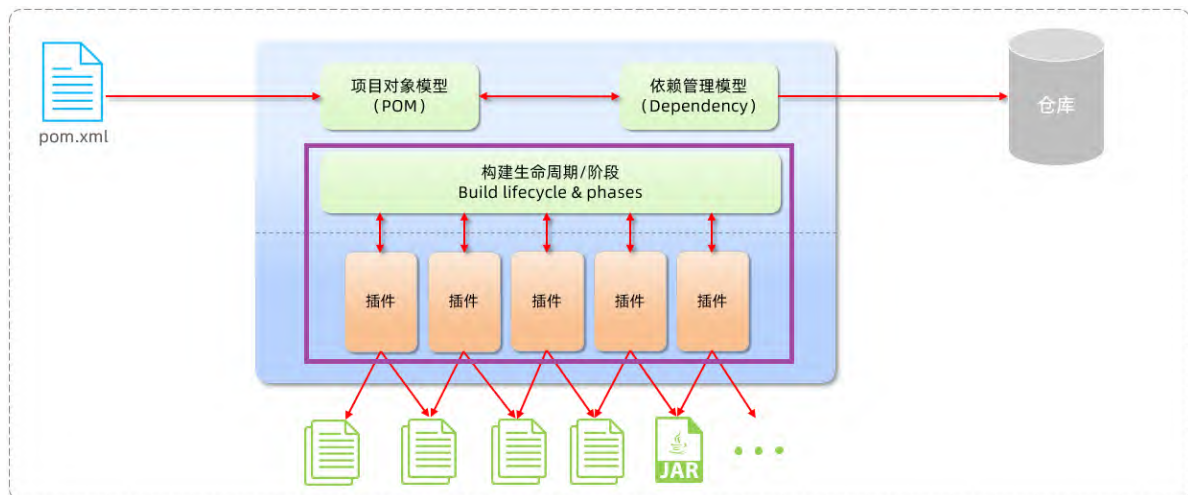 项目对象模型
（POM）
依赖管理模型
（Dependency）
仓库
pom.xml
构建生命周期/阶段
Build lifecycle & phases
插件
插件
插件
插件
插件
JAR